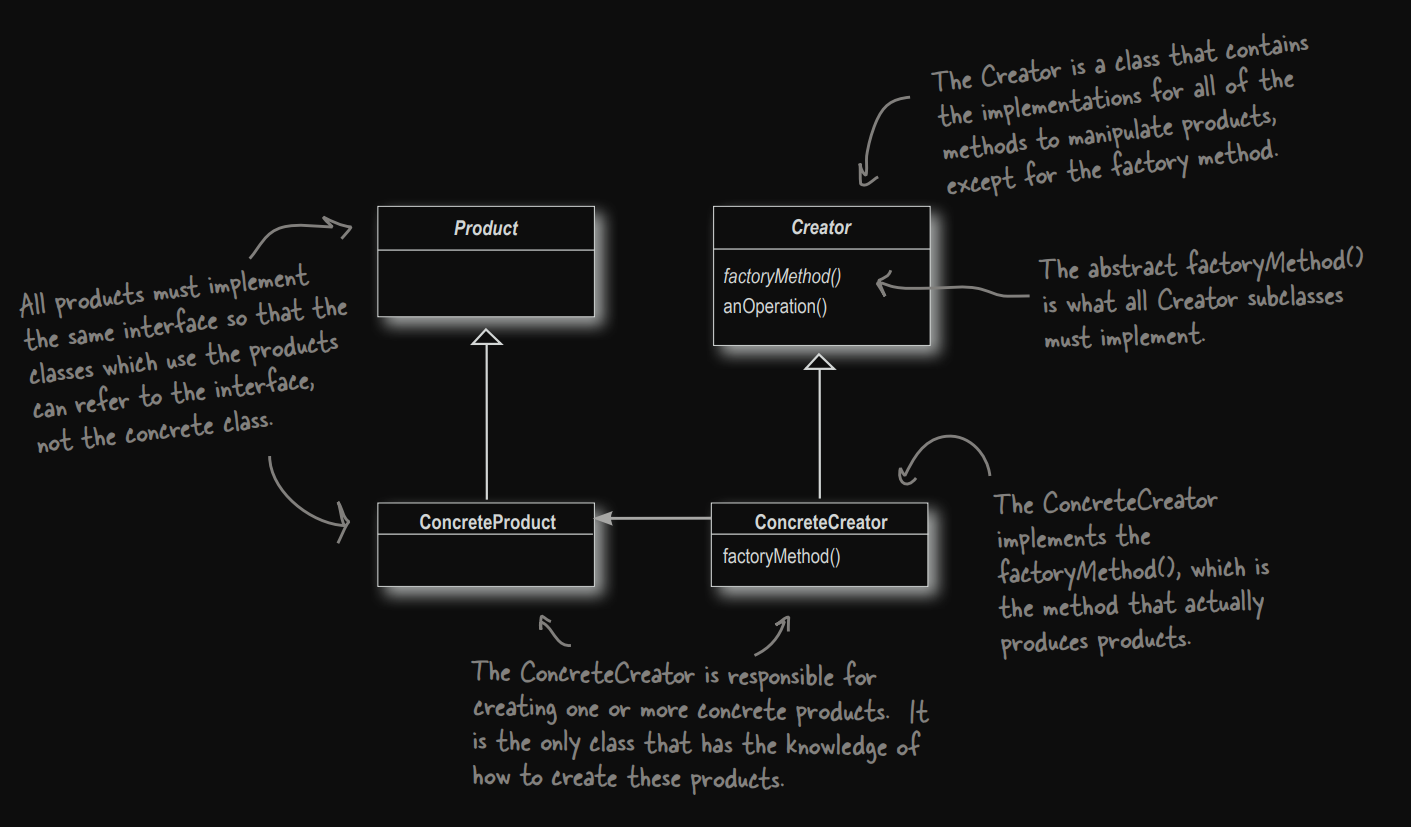 The Creator is a class that contains
the implementations for all of the
methods to manipulate products,
except for the factory method.
Product
Creator
factoryMethod()
anOperation()
The abstract factoryMethod()
is what all Creator subclasses
must implement.
All products must implement
the same interface so that the
classes which use the products
can refer to the interface,
not the concrete class.
ConcreteProduct
ConcreteCreator
factoryMethod()
The ConcreteCreator
implements the
factoryMethod(), which is
the method that actually
produces products.
The ConcreteCreator is responsible for
creating one or more concrete products. It
is the only class that has the knowledge of
how to create these products.